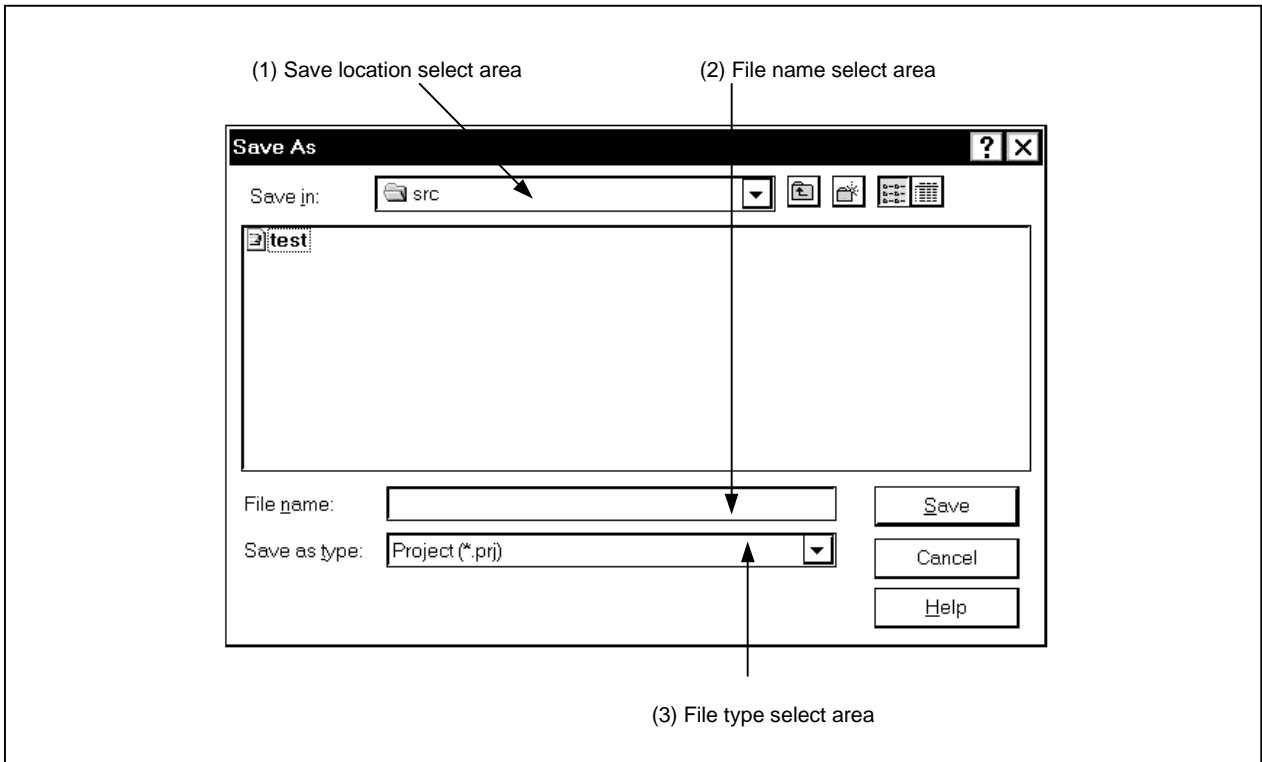 (1) Save location select area
(2) File name select area
Save As
Save in:
src
test
File name:
Save
Save as type:
Project (*.prj)
Cancel
Help
(3) File type select area